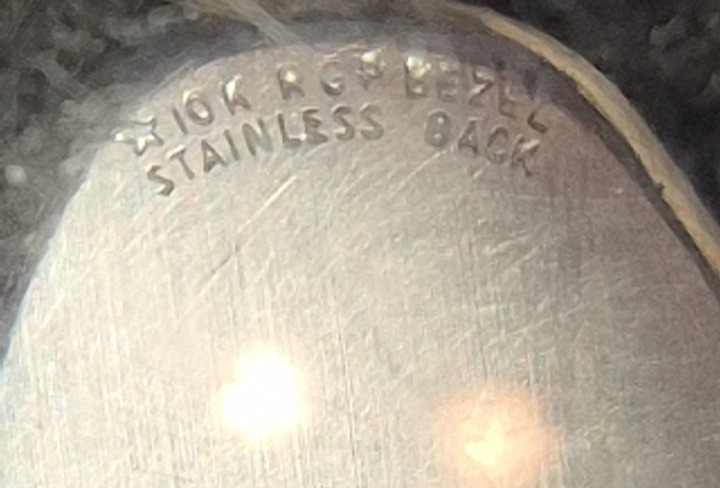 ☆10K RGP BEZEL
STAINLESS BACK